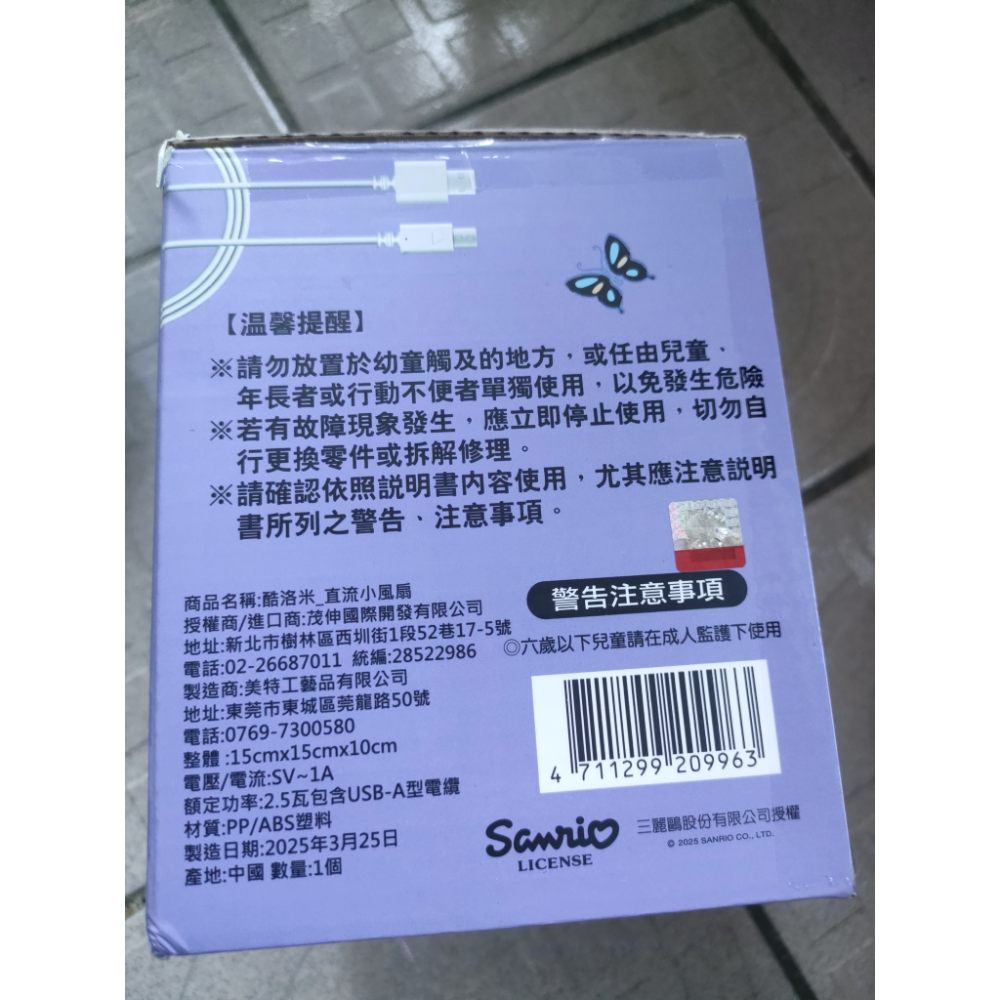 【温馨提醒】
※請勿放置於幼童觸及的地方，或任由兒童、
年長者或行動不便者單獨使用，以免發生危險
※若有故障現象發生，應立即停止使用，切勿自
行更換零件或拆解修理。
※請確認依照説明書内容使用，尤其應注意説明
書所列之警告、注意事項。
商品名稱:酷洛米_直流小風扇
授權商/進口商:茂伸國際開發有限公司
地址:新北市樹林區西圳街1段52巷17-5號
電話:02-26687011 統編:28522986
製造商:美特工藝品有限公司
地址:東莞市東城區莞龍路50號
電話:0769-7300580
整體 :15cmx15cmx10cm
電壓/電流:SV~1A
額定功率:2.5瓦包含USB-A型電纜
材質:PP/ABS塑料
製造日期:2025年3月25日
產地:中國 數量:1個
警告注意事項
◎六歲以下兒童請在成人監護下使用
4 711299 209963
Sanrio
LICENSE
三麗鷗股份有限公司授權
© 2025 SANRIO CO., LTD.